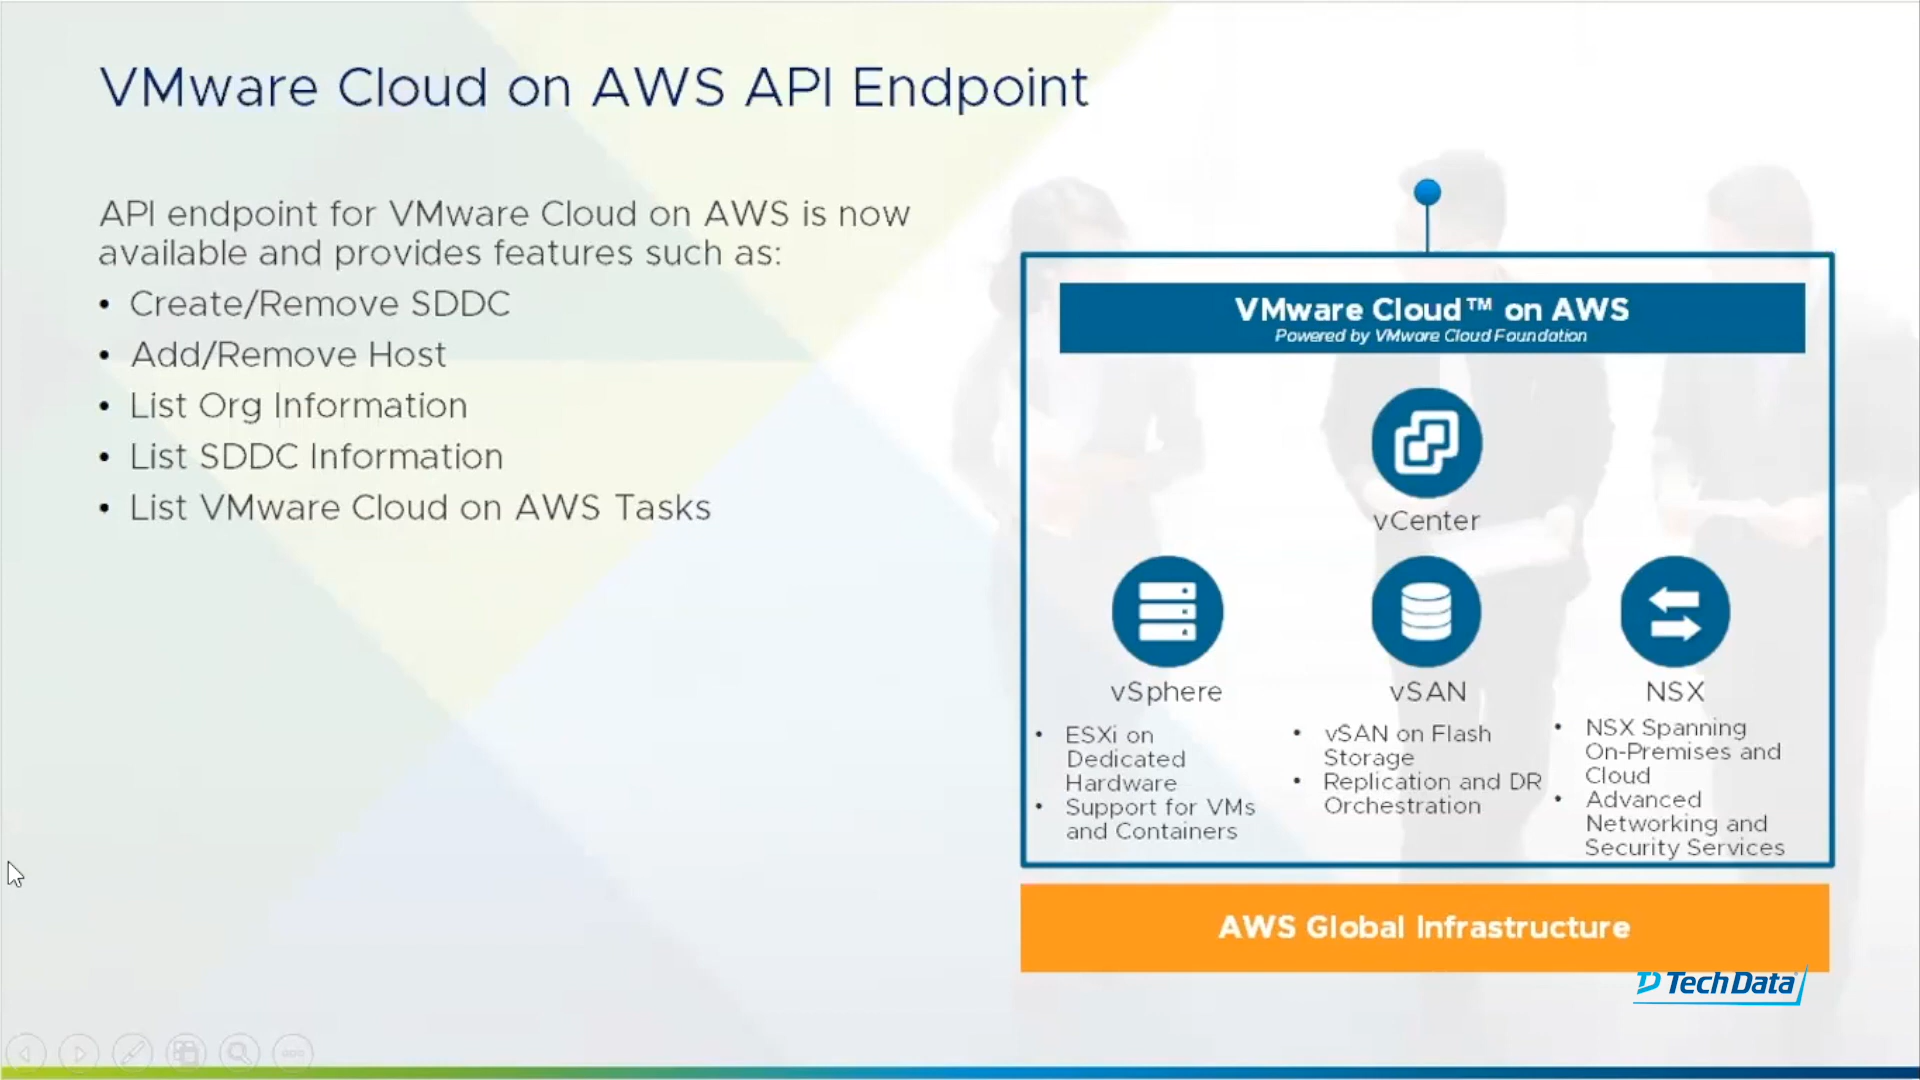 VMware Cloud on AWS API Endpoint
API endpoint for VMware Cloud on AWS is now
available and provides features such as:
• Create/Remove SDDC
• Add/Remove Host
• List Org Information
• List SDDC Information
• List VMware Cloud on AWS Tasks
VMware Cloud™ on AWS
Powered by VMware Cloud Foundation
vCenter
vSphere
• ESXi on
Dedicated
Hardware
• Support for VMs
and Containers
vSAN
• vSAN on Flash
Storage
• Replication and DR
Orchestration
NSX
• NSX Spanning
On-Premises and
Cloud
• Advanced
Networking and
Security Services
AWS Global Infrastructure
Tech Data